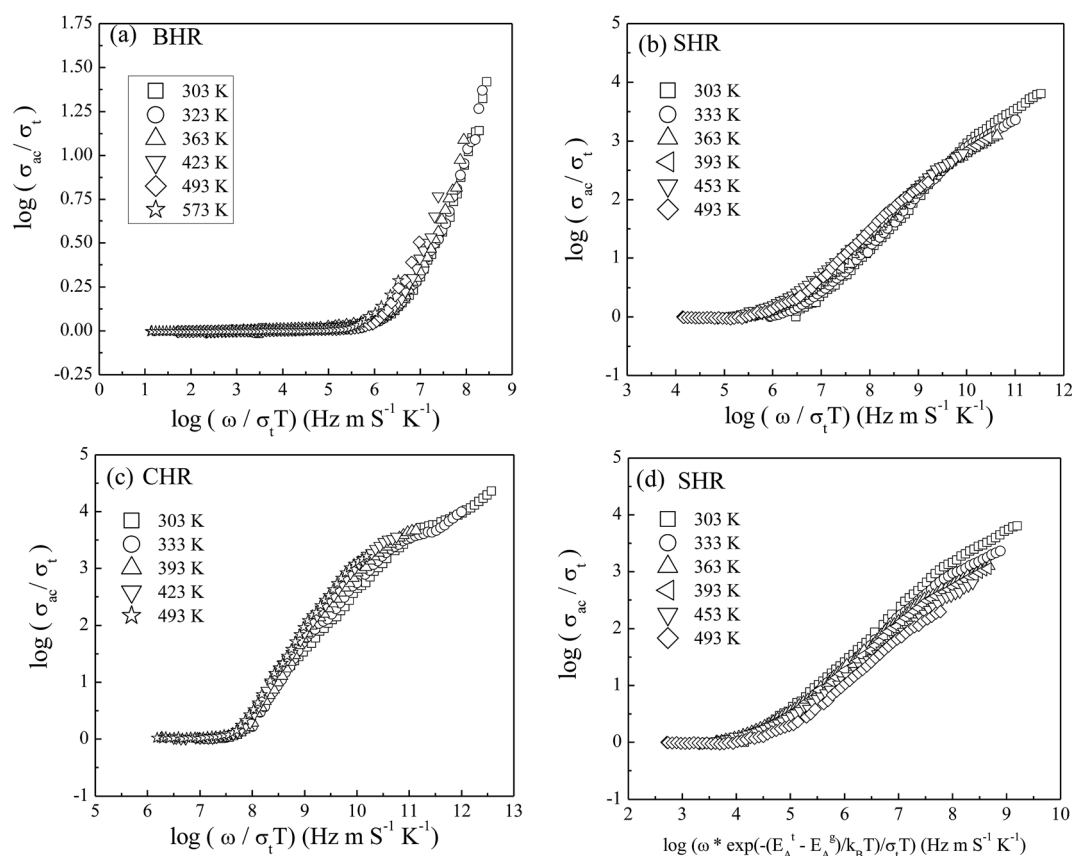 (a) BHR
303 K
323 K
363 K
423 K
493 K
573 K
log ( σac / σt )
1.75
1.50
1.25
1.00
0.75
0.50
0.25
0.00
-0.25
0 1 2 3 4 5 6 7 8 9
log ( ω / σtT) (Hz m S-1 K-1)
(b) SHR
303 K
333 K
363 K
393 K
453 K
493 K
log ( σac / σt )
5
4
3
2
1
0
-1
3 4 5 6 7 8 9 10 11 12
log ( ω / σtT) (Hz m S-1 K-1)
(c) CHR
303 K
333 K
393 K
423 K
493 K
log ( σac / σt )
5
4
3
2
1
0
-1
5 6 7 8 9 10 11 12 13
log ( ω / σtT) (Hz m S-1 K-1)
(d) SHR
303 K
333 K
363 K
393 K
453 K
493 K
log ( σac / σt )
5
4
3
2
1
0
-1
2 3 4 5 6 7 8 9 10
log (ω * exp(-(EAt - EAg)/kBT)/σtT) (Hz m S-1 K-1)